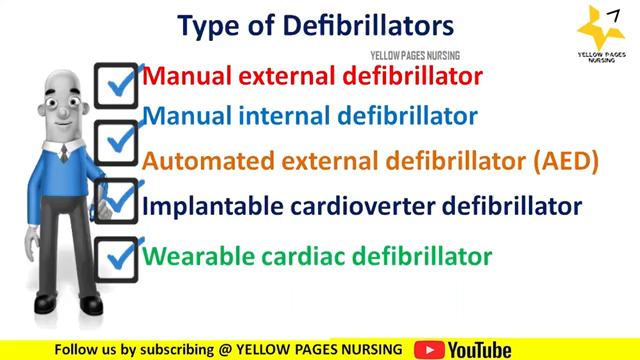 Type of Defibrillators
YELLOW PAGES NURSING
YELLOW PAGES
NURSING
Manual external defibrillator
Manual internal defibrillator
Automated external defibrillator (AED)
Implantable cardioverter defibrillator
Wearable cardiac defibrillator
Follow us by subscribing @ YELLOW PAGES NURSING YouTube